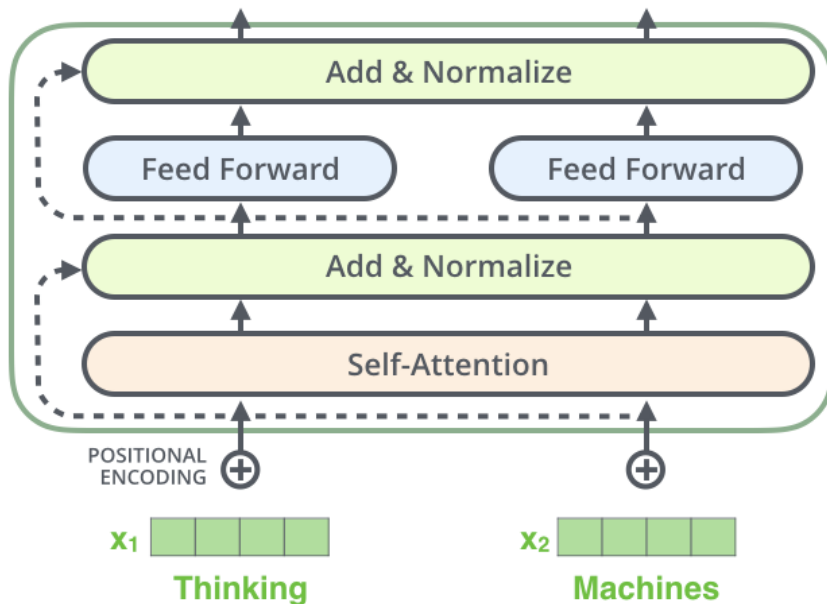 Add & Normalize
Feed Forward
Feed Forward
Add & Normalize
Self-Attention
POSITIONAL
ENCODING
x₁
x₂
Thinking
Machines